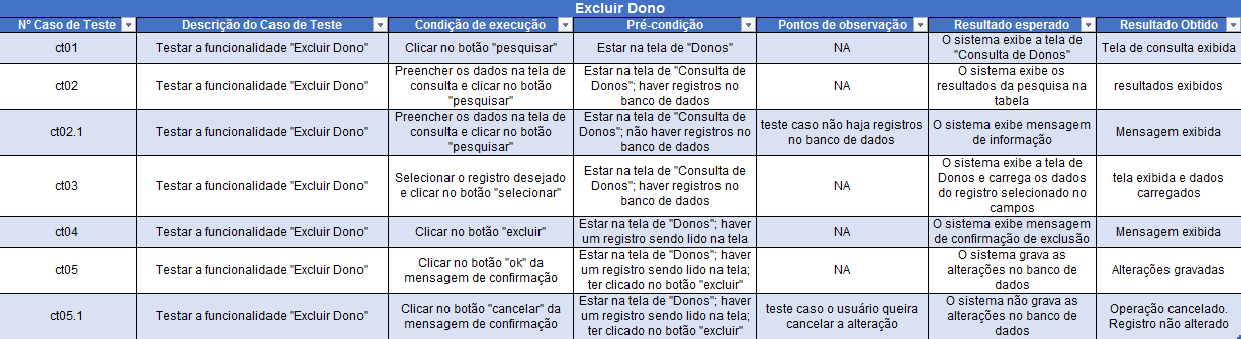 Excluir Dono
Nº Caso de Teste Descrição do Caso de Teste Condição de execução Pré-condição Pontos de observação Resultado esperado Resultado Obtido
ct01 Testar a funcionalidade "Excluir Dono" Clicar no botão "pesquisar" Estar na tela de "Donos" NA O sistema exibe a tela de "Consulta de Donos" Tela de consulta exibida
ct02 Testar a funcionalidade "Excluir Dono" Preencher os dados na tela de consulta e clicar no botão "pesquisar" Estar na tela de "Consulta de Donos"; haver registros no banco de dados NA O sistema exibe os resultados da pesquisa na tabela resultados exibidos
ct02.1 Testar a funcionalidade "Excluir Dono" Preencher os dados na tela de consulta e clicar no botão "pesquisar" Estar na tela de "Consulta de Donos"; não haver registros no banco de dados teste caso não haja registros no banco de dados O sistema exibe mensagem de informação Mensagem exibida
ct03 Testar a funcionalidade "Excluir Dono" Selecionar o registro desejado e clicar no botão "selecionar" Estar na tela de "Consulta de Donos"; haver registros no banco de dados NA O sistema exibe a tela de Donos e carrega os dados do registro selecionado no campos tela exibida e dados carregados
ct04 Testar a funcionalidade "Excluir Dono" Clicar no botão "excluir" Estar na tela de "Donos"; haver um registro sendo lido na tela NA O sistema exibe mensagem de confirmação de exclusão Mensagem exibida
ct05 Testar a funcionalidade "Excluir Dono" Clicar no botão "ok" da mensagem de confirmação Estar na tela de "Donos"; haver um registro sendo lido na tela; ter clicado no botão "excluir" NA O sistema grava as alterações no banco de dados Alterações gravadas
ct05.1 Testar a funcionalidade "Excluir Dono" Clicar no botão "cancelar" da mensagem de confirmação Estar na tela de "Donos"; haver um registro sendo lido na tela; ter clicado no botão "excluir" teste caso o usuário queira cancelar a alteração O sistema não grava as alterações no banco de dados Operação cancelado. Registro não alterado